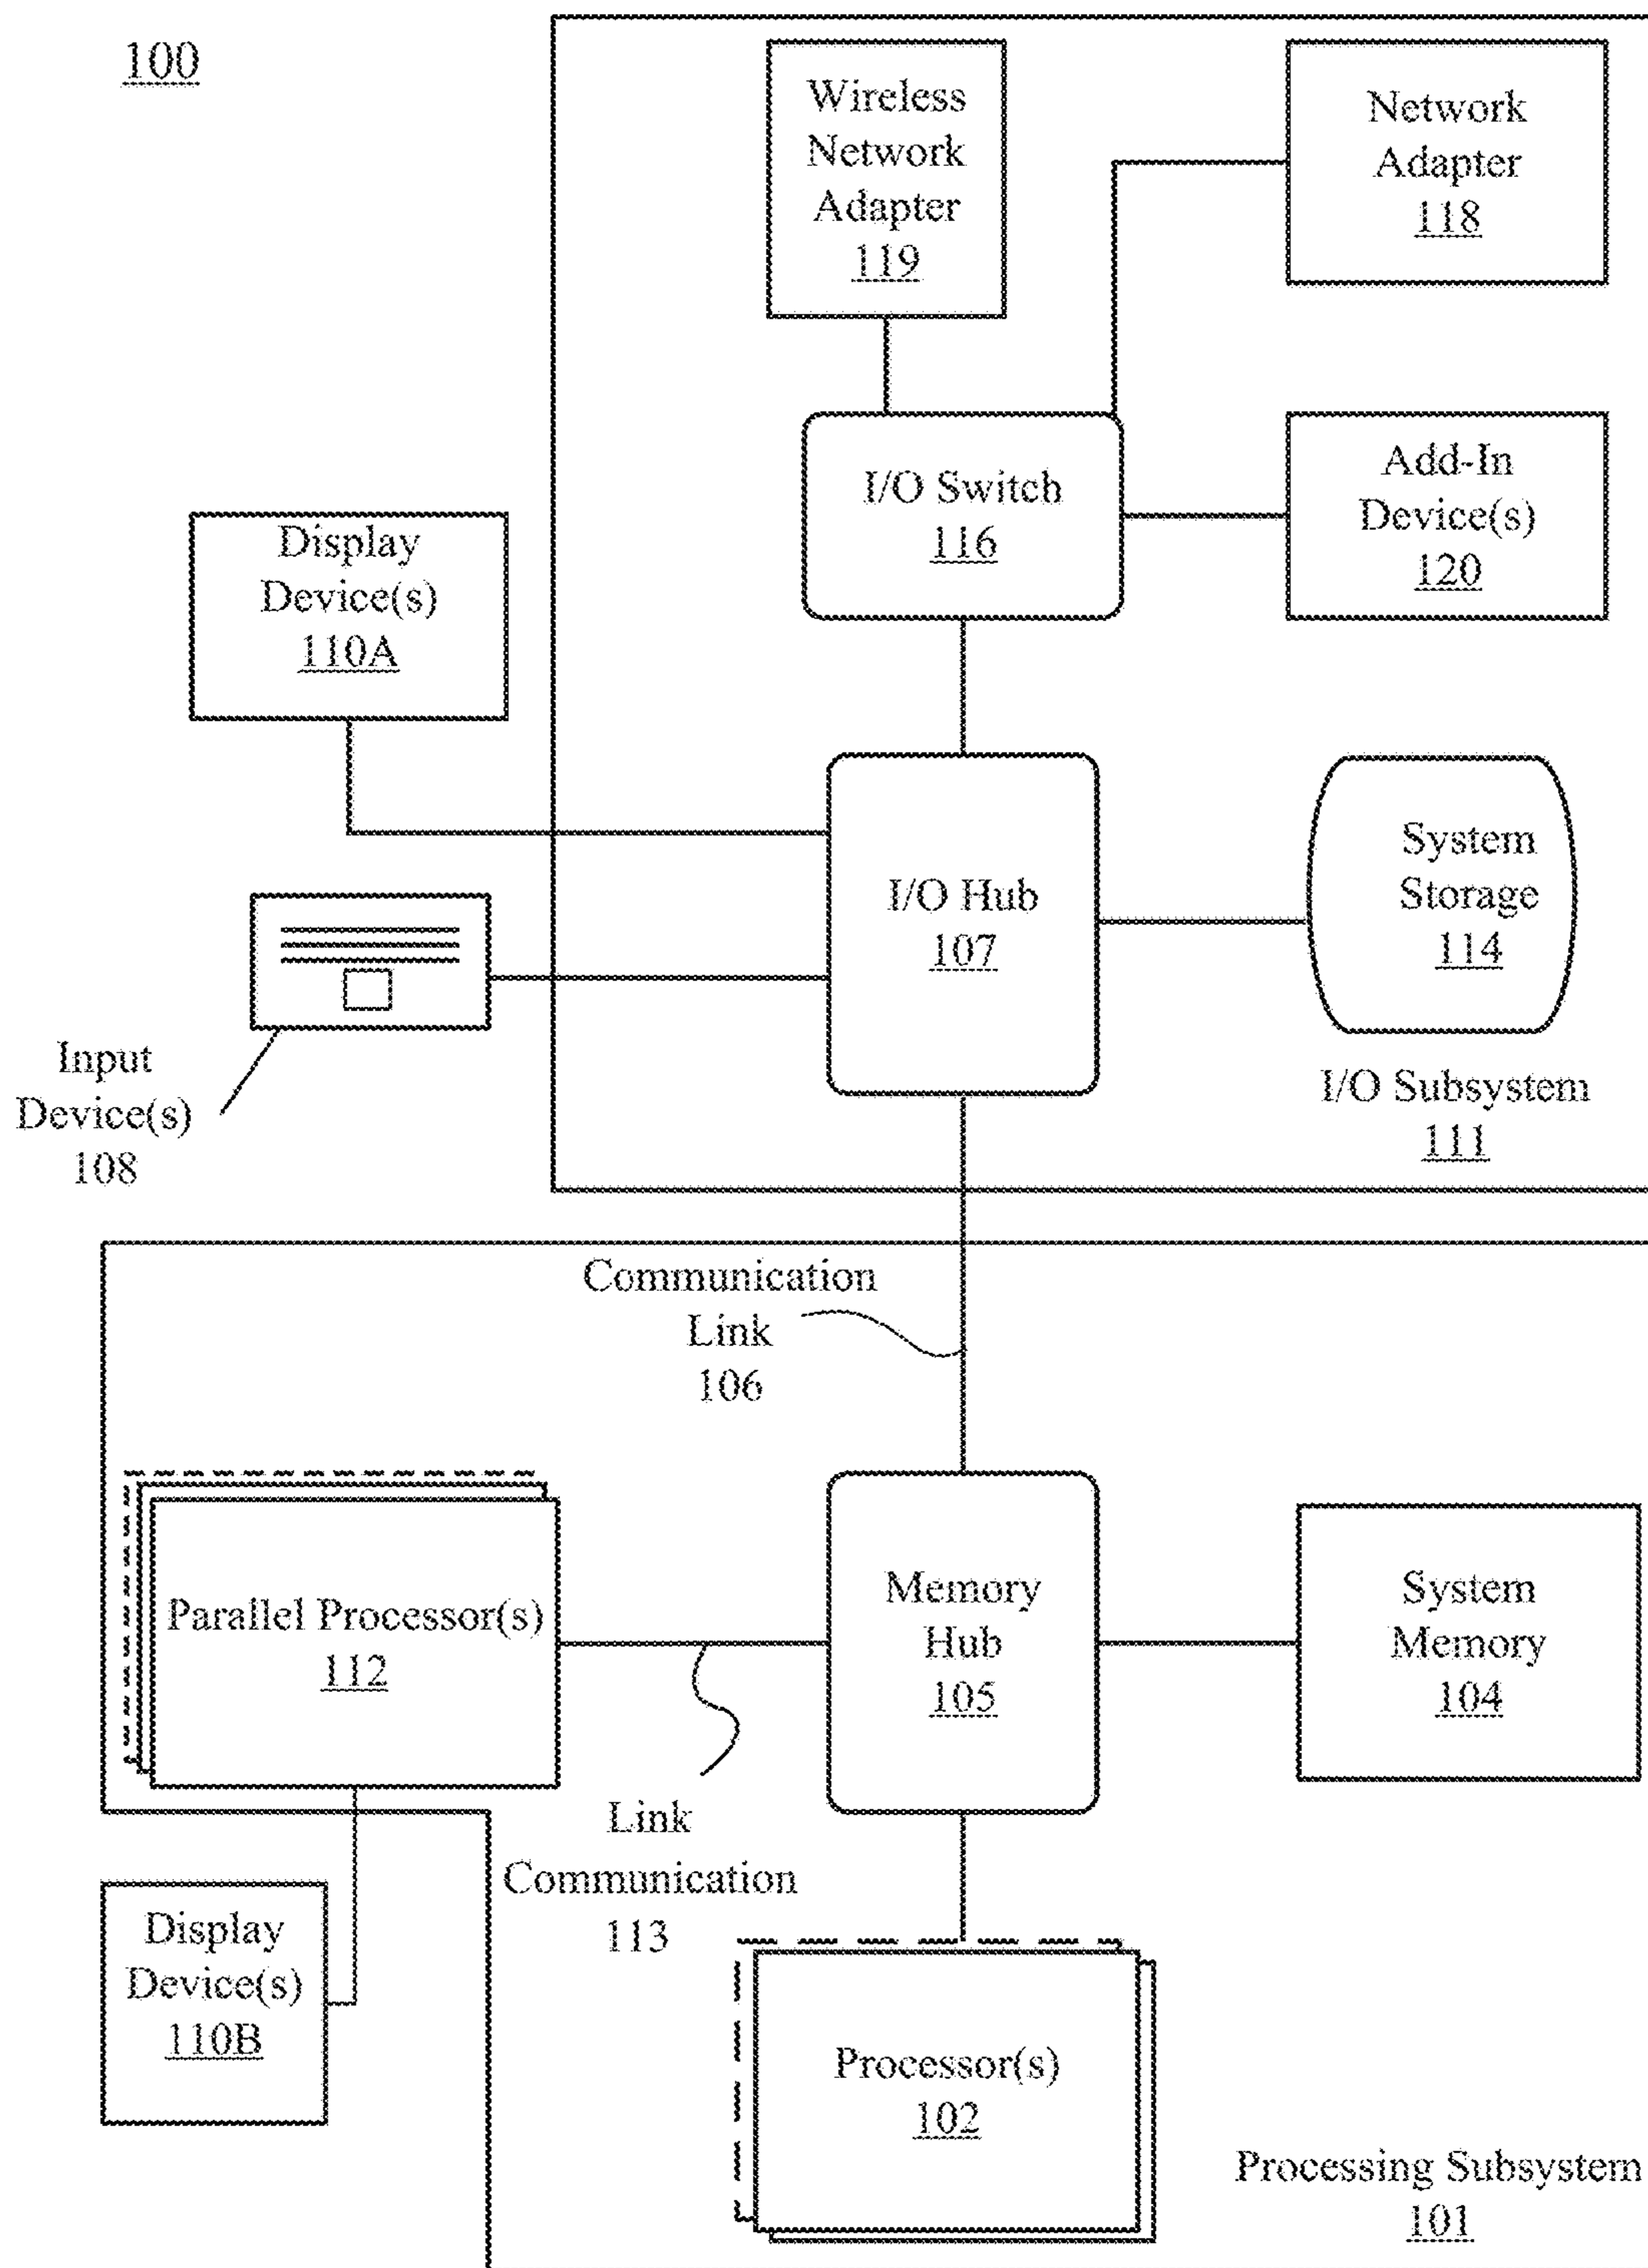 100
Wireless
Network
Adapter
119
Network
Adapter
118
I/O Switch
116
Add-In
Device(s)
120
Display
Device(s)
110A
I/O Hub
107
System
Storage
114
Input
Device(s)
108
I/O Subsystem
111
Communication
Link
106
Parallel Processor(s)
112
Memory
Hub
105
System
Memory
104
Link
Communication
113
Display
Device(s)
110B
Processor(s)
102
Processing Subsystem
101